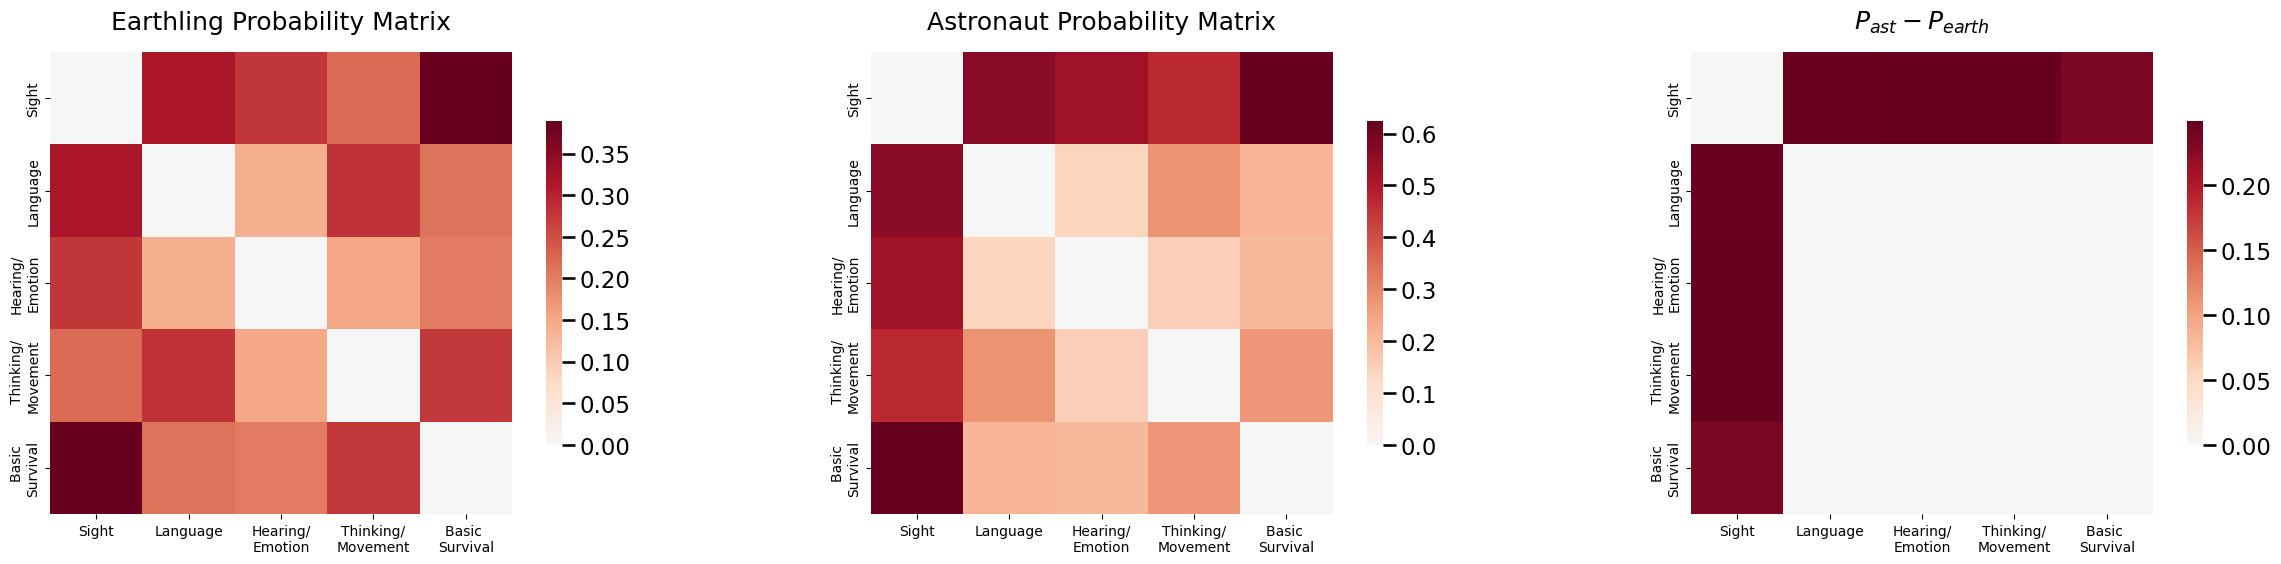 Earthling Probability Matrix
Sight
Language
Hearing/
Emotion
Thinking/
Movement
Basic
Survival
Sight
Language
Hearing/
Emotion
Thinking/
Movement
Basic
Survival
0.35
0.30
0.25
0.20
0.15
0.10
0.05
0.00
Astronaut Probability Matrix
Sight
Language
Hearing/
Emotion
Thinking/
Movement
Basic
Survival
Sight
Language
Hearing/
Emotion
Thinking/
Movement
Basic
Survival
0.6
0.5
0.4
0.3
0.2
0.1
0.0
P_ast − P_earth
Sight
Language
Hearing/
Emotion
Thinking/
Movement
Basic
Survival
Sight
Language
Hearing/
Emotion
Thinking/
Movement
Basic
Survival
0.20
0.15
0.10
0.05
0.00